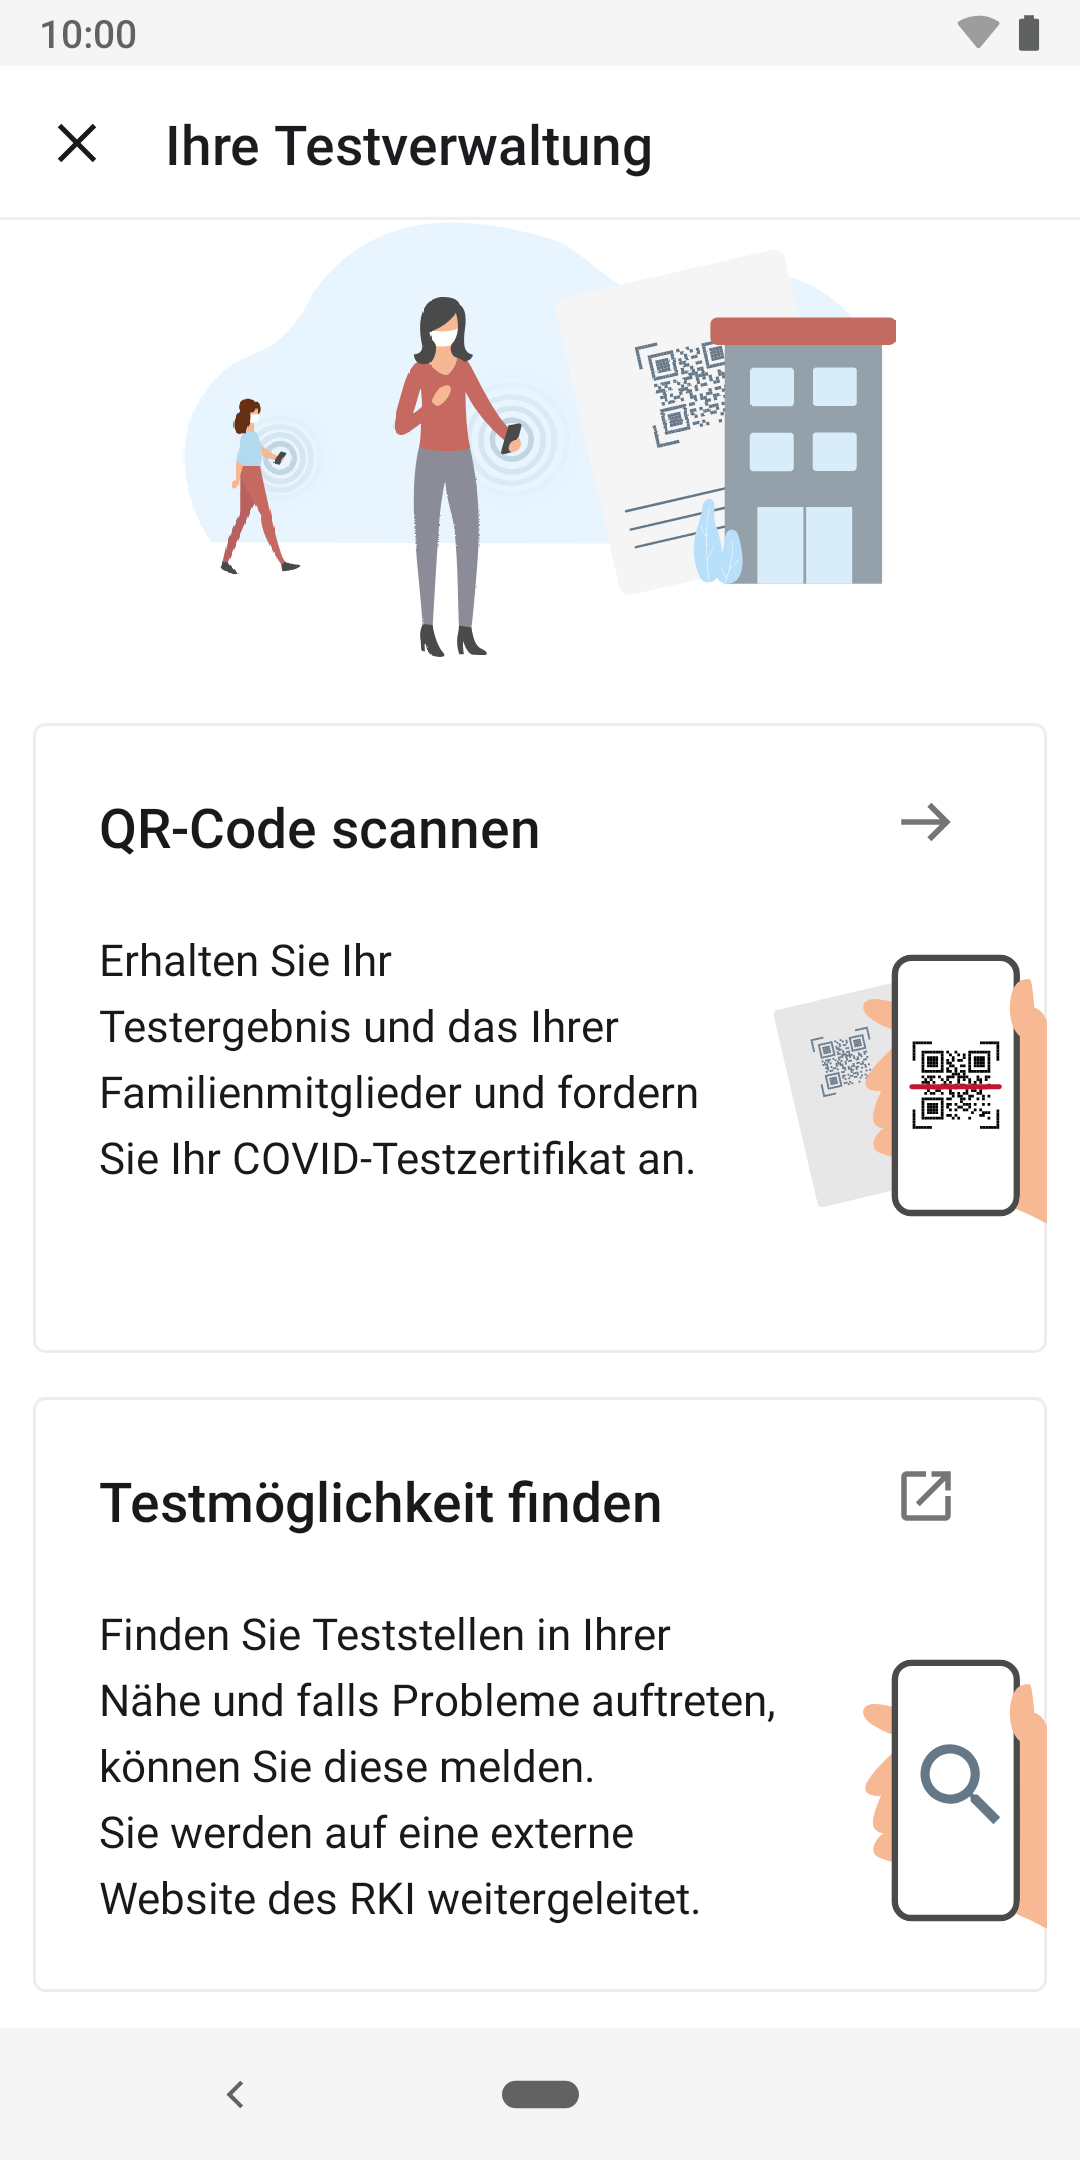 10:00
Ihre Testverwaltung
QR-Code scannen
Erhalten Sie Ihr
Testergebnis und das Ihrer
Familienmitglieder und fordern
Sie Ihr COVID-Testzertifikat an.
Testmöglichkeit finden
Finden Sie Teststellen in Ihrer
Nähe und falls Probleme auftreten,
können Sie diese melden.
Sie werden auf eine externe
Website des RKI weitergeleitet.